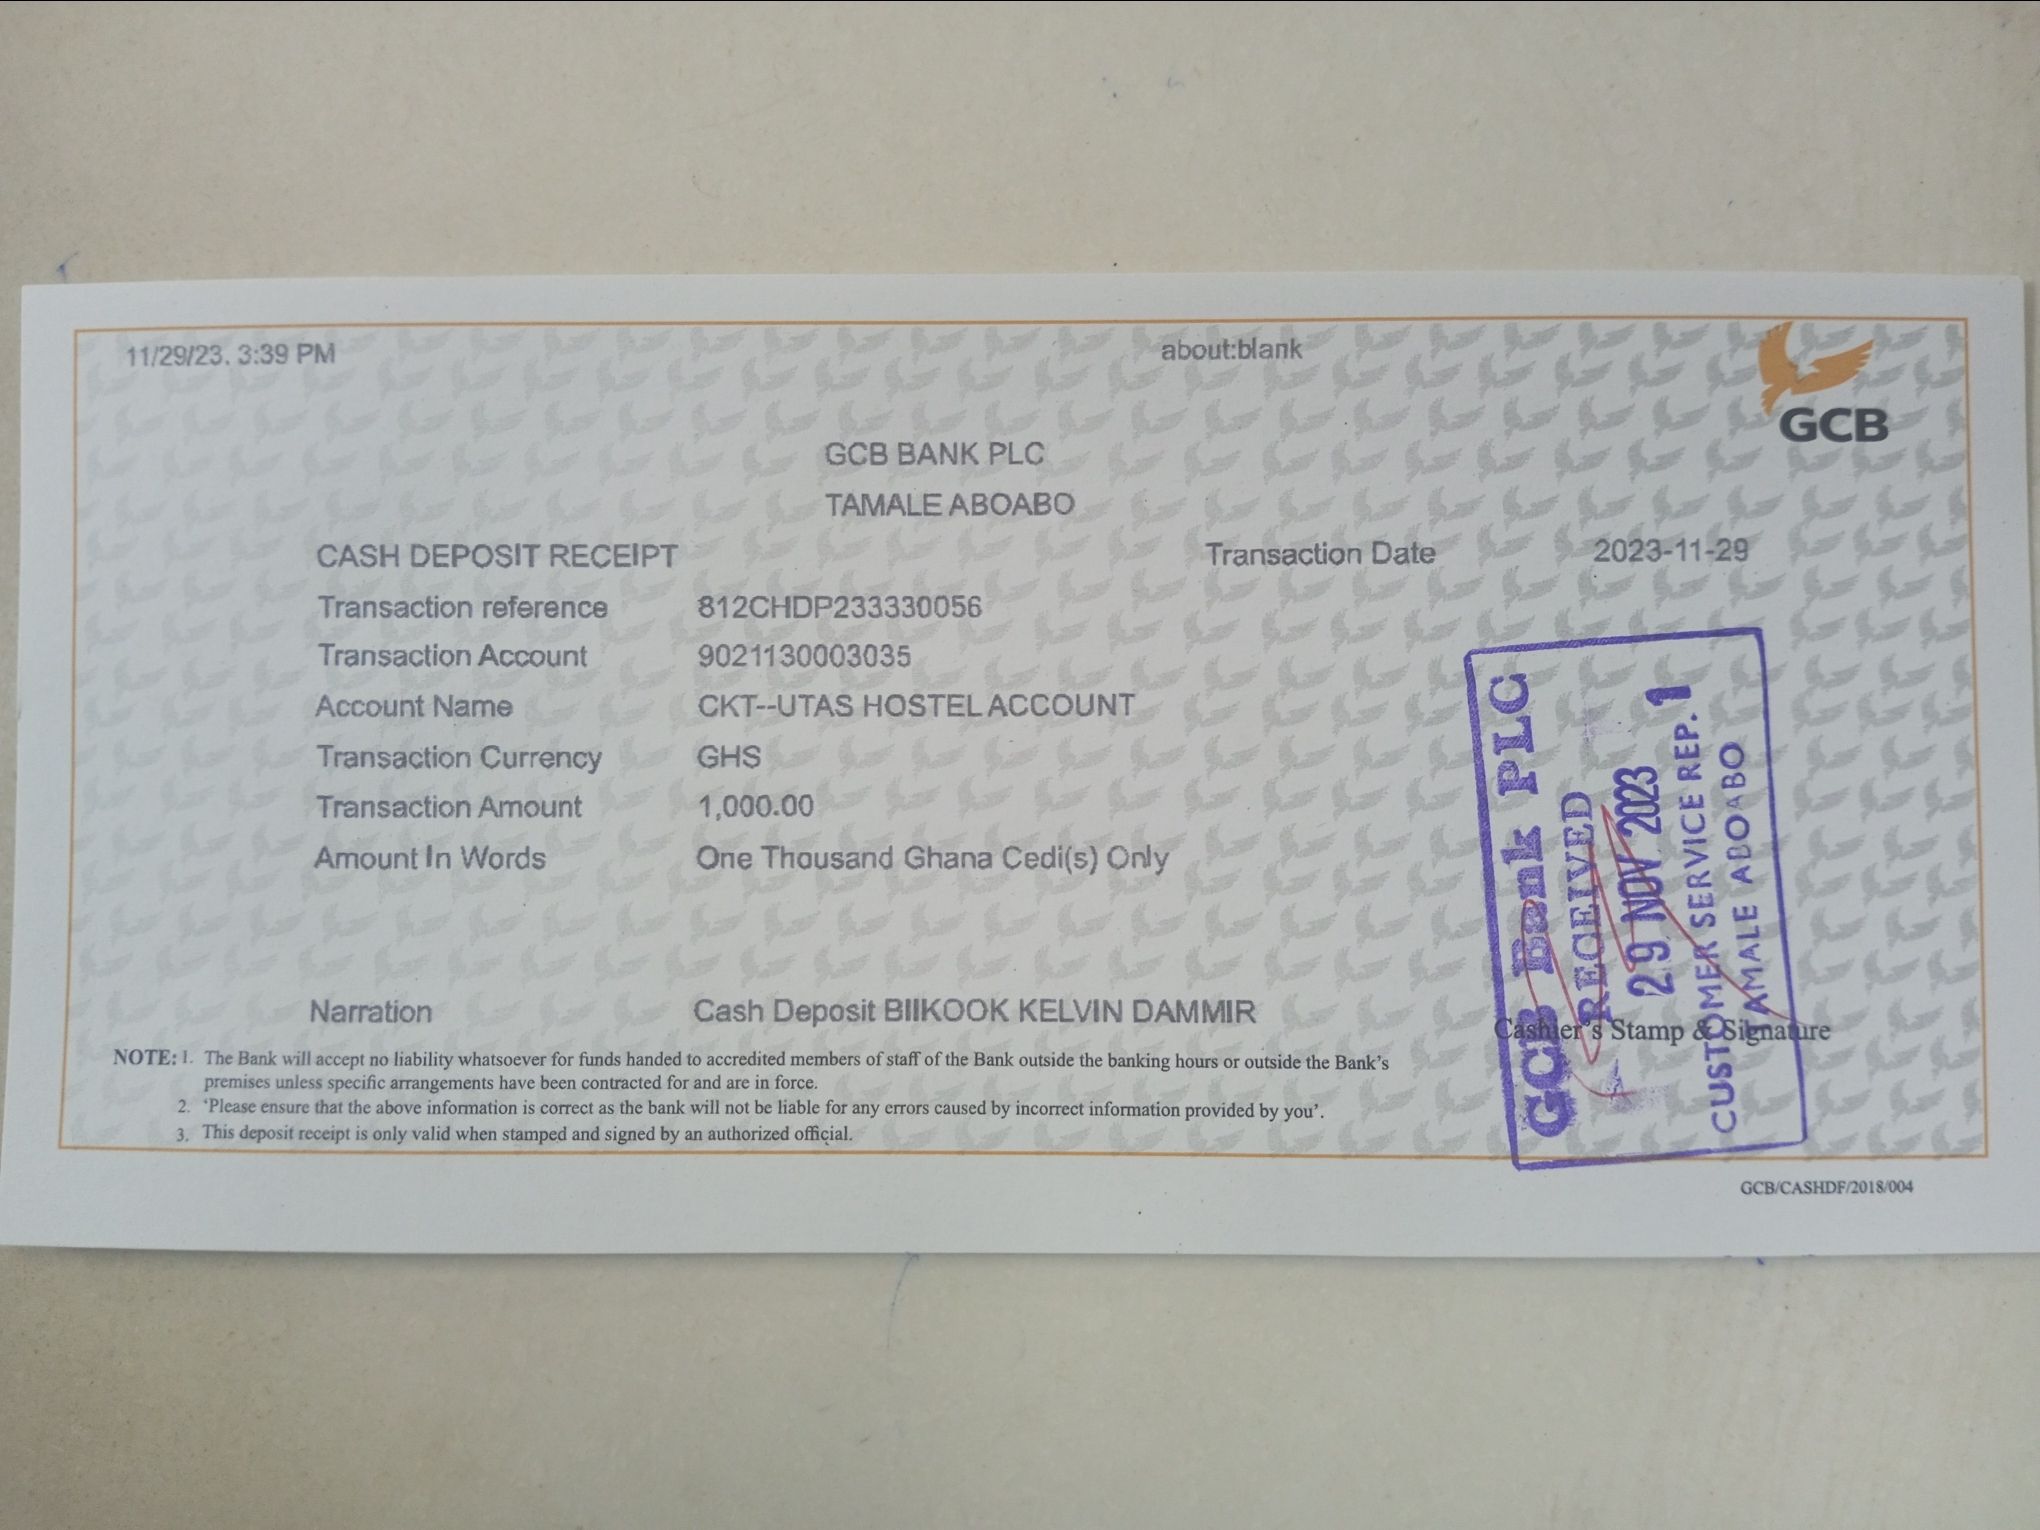 11/29/23, 3:39 PM about:blank
GCB
GCB BANK PLC
TAMALE ABOABO
CASH DEPOSIT RECEIPT Transaction Date 2023-11-29
Transaction reference 812CHDP233330056
Transaction Account 9021130003035
Account Name CKT--UTAS HOSTEL ACCOUNT
Transaction Currency GHS
Transaction Amount 1,000.00
Amount In Words One Thousand Ghana Cedi(s) Only
Narration Cash Deposit BIIKOOK KELVIN DAMMIR
Cashier's Stamp & Signature
NOTE: 1. The Bank will accept no liability whatsoever for funds handed to accredited members of staff of the Bank outside the banking hours or outside the Bank's
premises unless specific arrangements have been contracted for and are in force.
2. 'Please ensure that the above information is correct as the bank will not be liable for any errors caused by incorrect information provided by you'.
3. This deposit receipt is only valid when stamped and signed by an authorized official.
GCB/CASHDF/2018/004
GCB Bank PLC
RECEIVED
29 NOV 2023
CUSTOMER SERVICE REP. 1
TAMALE ABOABO